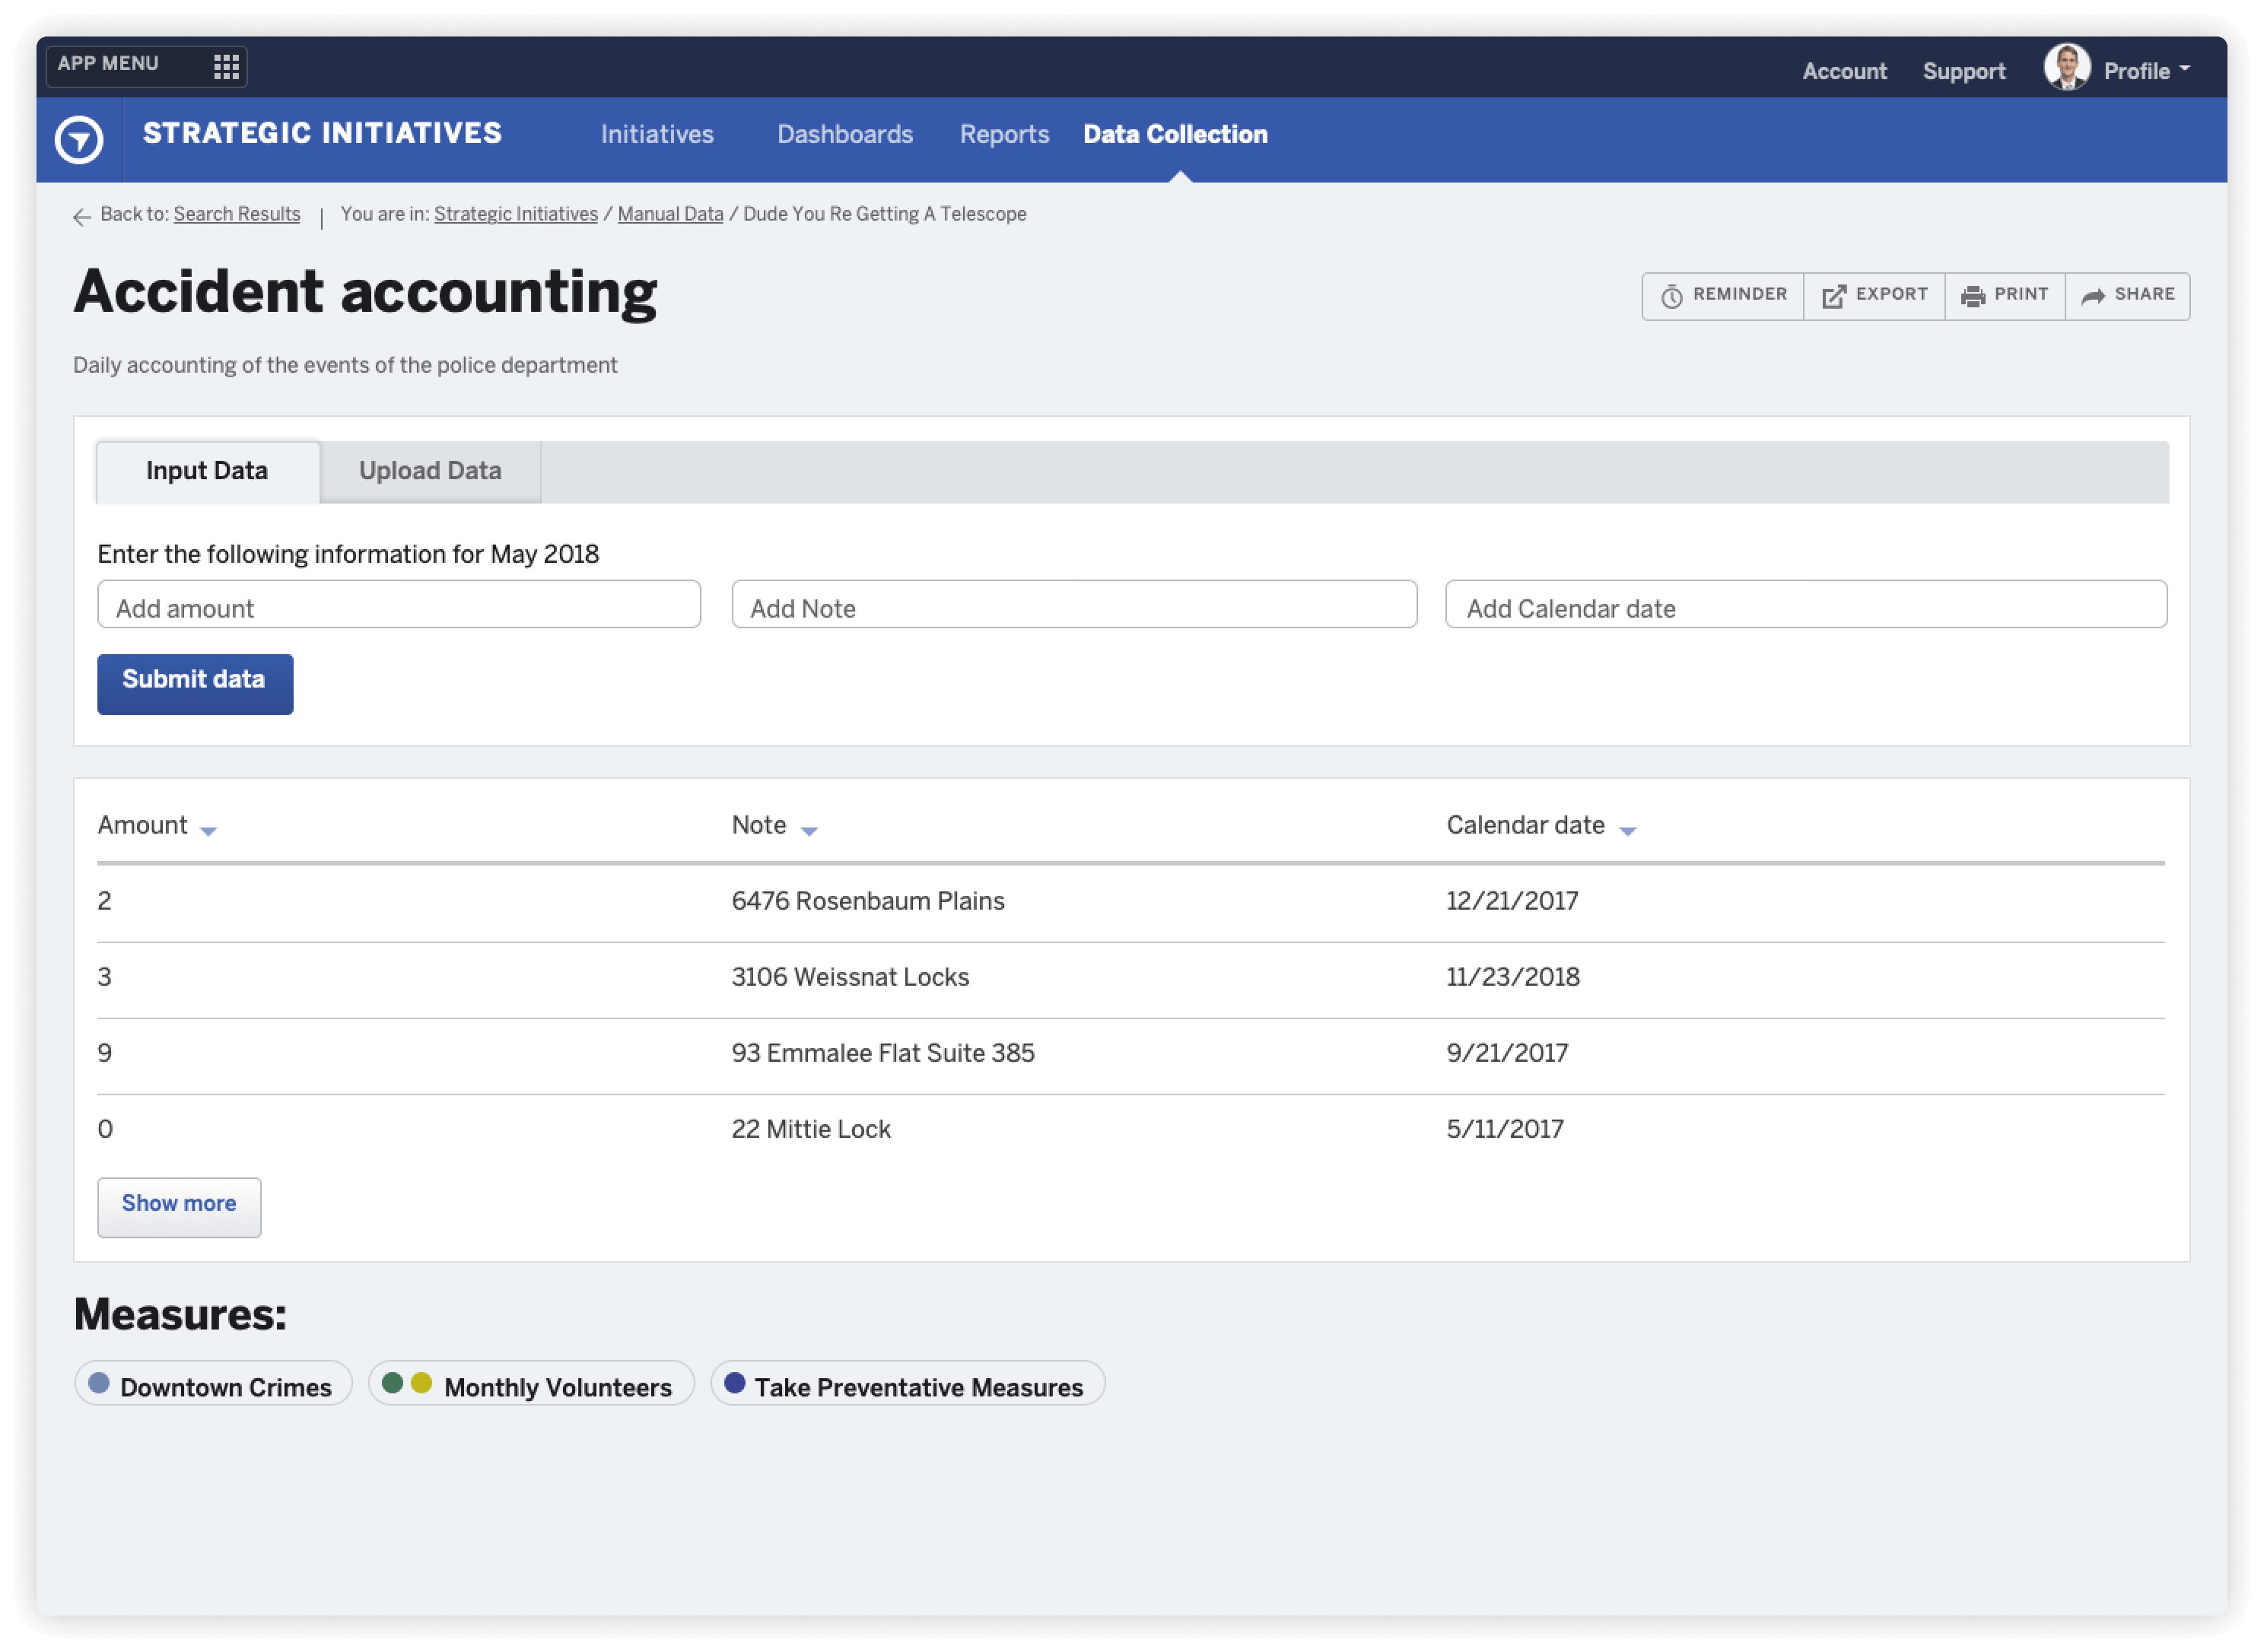 APP MENU
Account Support Profile
STRATEGIC INITIATIVES Initiatives Dashboards Reports Data Collection
Back to: Search Results | You are in: Strategic Initiatives / Manual Data / Dude You Re Getting A Telescope
Accident accounting
REMINDER EXPORT PRINT SHARE
Daily accounting of the events of the police department
Input Data Upload Data
Enter the following information for May 2018
Add amount Add Note Add Calendar date
Submit data
Amount Note Calendar date
2 6476 Rosenbaum Plains 12/21/2017
3 3106 Weissnat Locks 11/23/2018
9 93 Emmalee Flat Suite 385 9/21/2017
0 22 Mittie Lock 5/11/2017
Show more
Measures:
Downtown Crimes Monthly Volunteers Take Preventative Measures